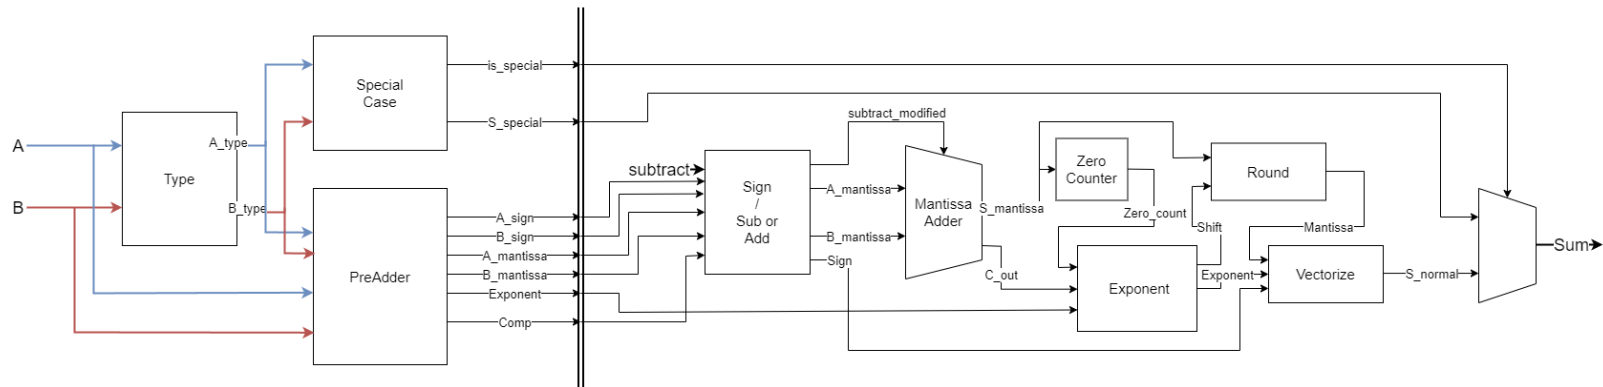 A
B
Type
A_type
B_type
Special
Case
PreAdder
is_special
S_special
A_sign
B_sign
A_mantissa
B_mantissa
Exponent
Comp
subtract
Sign
/
Sub or
Add
subtract_modified
A_mantissa
B_mantissa
Sign
Mantissa
Adder
S_mantissa
C_out
Zero
Counter
Zero_count
Exponent
Shift
Exponent
Round
Mantissa
Vectorize
S_normal
Sum